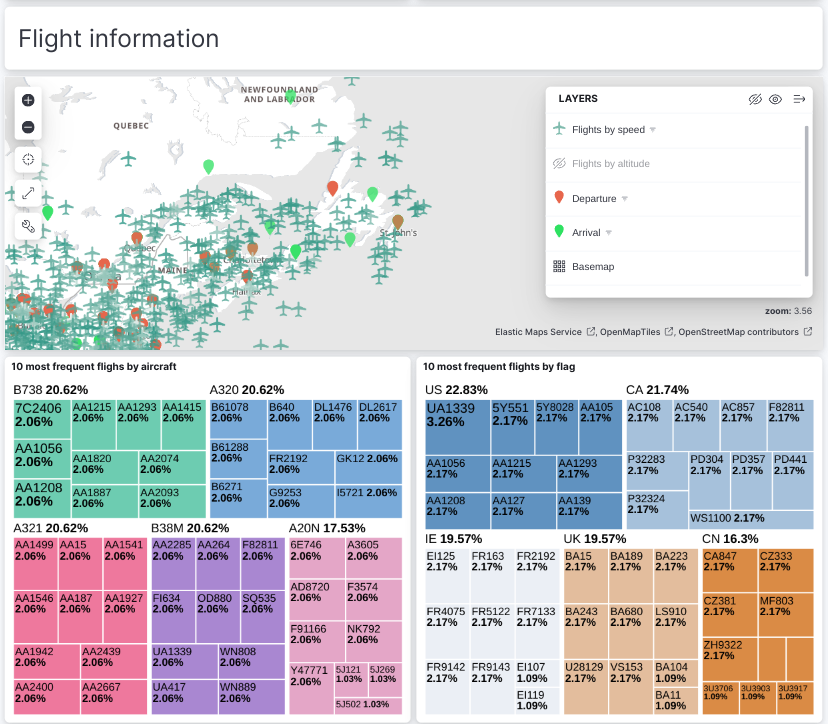 Flight information
NEWFOUNDLAND
AND LABRADOR
QUEBEC
Québec
MAINE
Halifax
St. John's
LAYERS
Flights by speed
Flights by altitude
Departure
Arrival
Basemap
zoom: 3.56
Elastic Maps Service , OpenMapTiles , OpenStreetMap contributors
10 most frequent flighs by aircraft
B738 20.62%
7C2406
2.06%
AA1215
2.06%
AA1293
2.06%
AA1415
2.06%
AA1056
2.06%
AA1820
2.06%
AA2074
2.06%
AA1208
2.06%
AA1887
2.06%
AA2093
2.06%
A320 20.62%
B61078
2.06%
B640
2.06%
DL1476
2.06%
DL2617
2.06%
B61288
2.06%
FR2192
2.06%
GK12 2.06%
B6271
2.06%
G9253
2.06%
I5721 2.06%
A321 20.62%
AA1499
2.06%
AA15
2.06%
AA1541
2.06%
AA1546
2.06%
AA187
2.06%
AA1927
2.06%
AA1942
2.06%
AA2439
2.06%
AA2400
2.06%
AA2667
2.06%
B38M 20.62%
AA2285
2.06%
AA264
2.06%
F82811
2.06%
FI634
2.06%
OD880
2.06%
SQ535
2.06%
UA1339
2.06%
WN808
2.06%
UA417
2.06%
WN889
2.06%
A20N 17.53%
6E746
2.06%
A3605
2.06%
AD8720
2.06%
F3574
2.06%
F91166
2.06%
NK792
2.06%
Y47771
2.06%
5J121
1.03%
5J269
1.03%
5J502 1.03%
10 most frequent flights by flag
US 22.83%
UA1339
3.26%
5Y551
2.17%
5Y8028
2.17%
AA105
2.17%
AA1056
2.17%
AA1215
2.17%
AA1293
2.17%
AA1208
2.17%
AA127
2.17%
AA139
2.17%
CA 21.74%
AC108
2.17%
AC540
2.17%
AC857
2.17%
F82811
2.17%
P32283
2.17%
PD304
2.17%
PD357
2.17%
PD441
2.17%
P32324
2.17%
WS1100 2.17%
IE 19.57%
EI125
2.17%
FR163
2.17%
FR2192
2.17%
FR4075
2.17%
FR5122
2.17%
FR7133
2.17%
FR9142
2.17%
FR9143
2.17%
EI107
1.09%
EI119
1.09%
UK 19.57%
BA15
2.17%
BA189
2.17%
BA223
2.17%
BA243
2.17%
BA680
2.17%
LS910
2.17%
U28129
2.17%
VS153
2.17%
BA104
1.09%
BA11
1.09%
CN 16.3%
CA847
2.17%
CZ333
2.17%
CZ381
2.17%
MF803
2.17%
ZH9322
2.17%
3U3706
1.09%
3U3903
1.09%
3U3917
1.09%